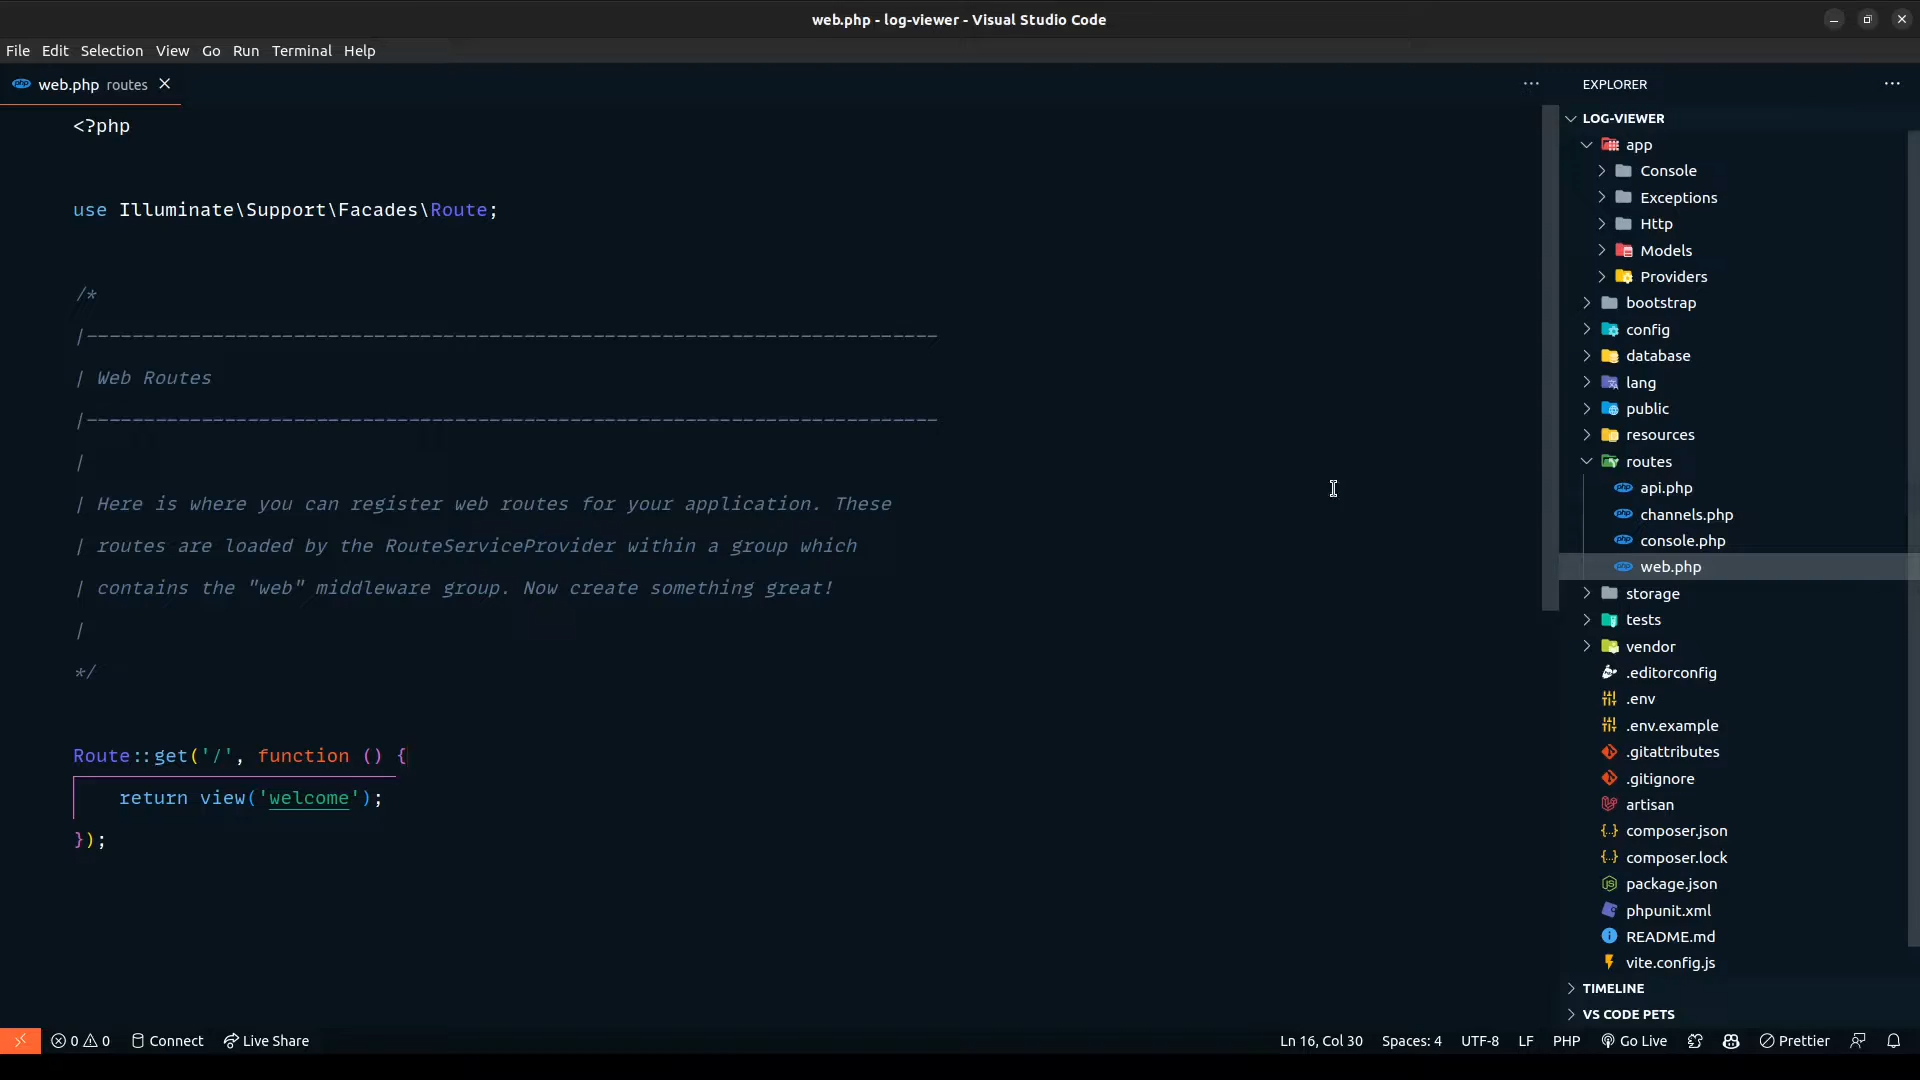 web.php - log-viewer - Visual Studio Code
File Edit Selection View Go Run Terminal Help
web.php routes
<?php
use Illuminate\Support\Facades\Route;
/*
|--------------------------------------------------------------------------
| Web Routes
|--------------------------------------------------------------------------
|
| Here is where you can register web routes for your application. These
| routes are loaded by the RouteServiceProvider within a group which
| contains the "web" middleware group. Now create something great!
|
*/
Route::get('/', function () {
    return view('welcome');
});
EXPLORER
LOG-VIEWER
app
Console
Exceptions
Http
Models
Providers
bootstrap
config
database
lang
public
resources
routes
api.php
channels.php
console.php
web.php
storage
tests
vendor
.editorconfig
.env
.env.example
.gitattributes
.gitignore
artisan
composer.json
composer.lock
package.json
phpunit.xml
README.md
vite.config.js
TIMELINE
VS CODE PETS
0 0 Connect Live Share Ln 16, Col 30 Spaces: 4 UTF-8 LF PHP Go Live Prettier